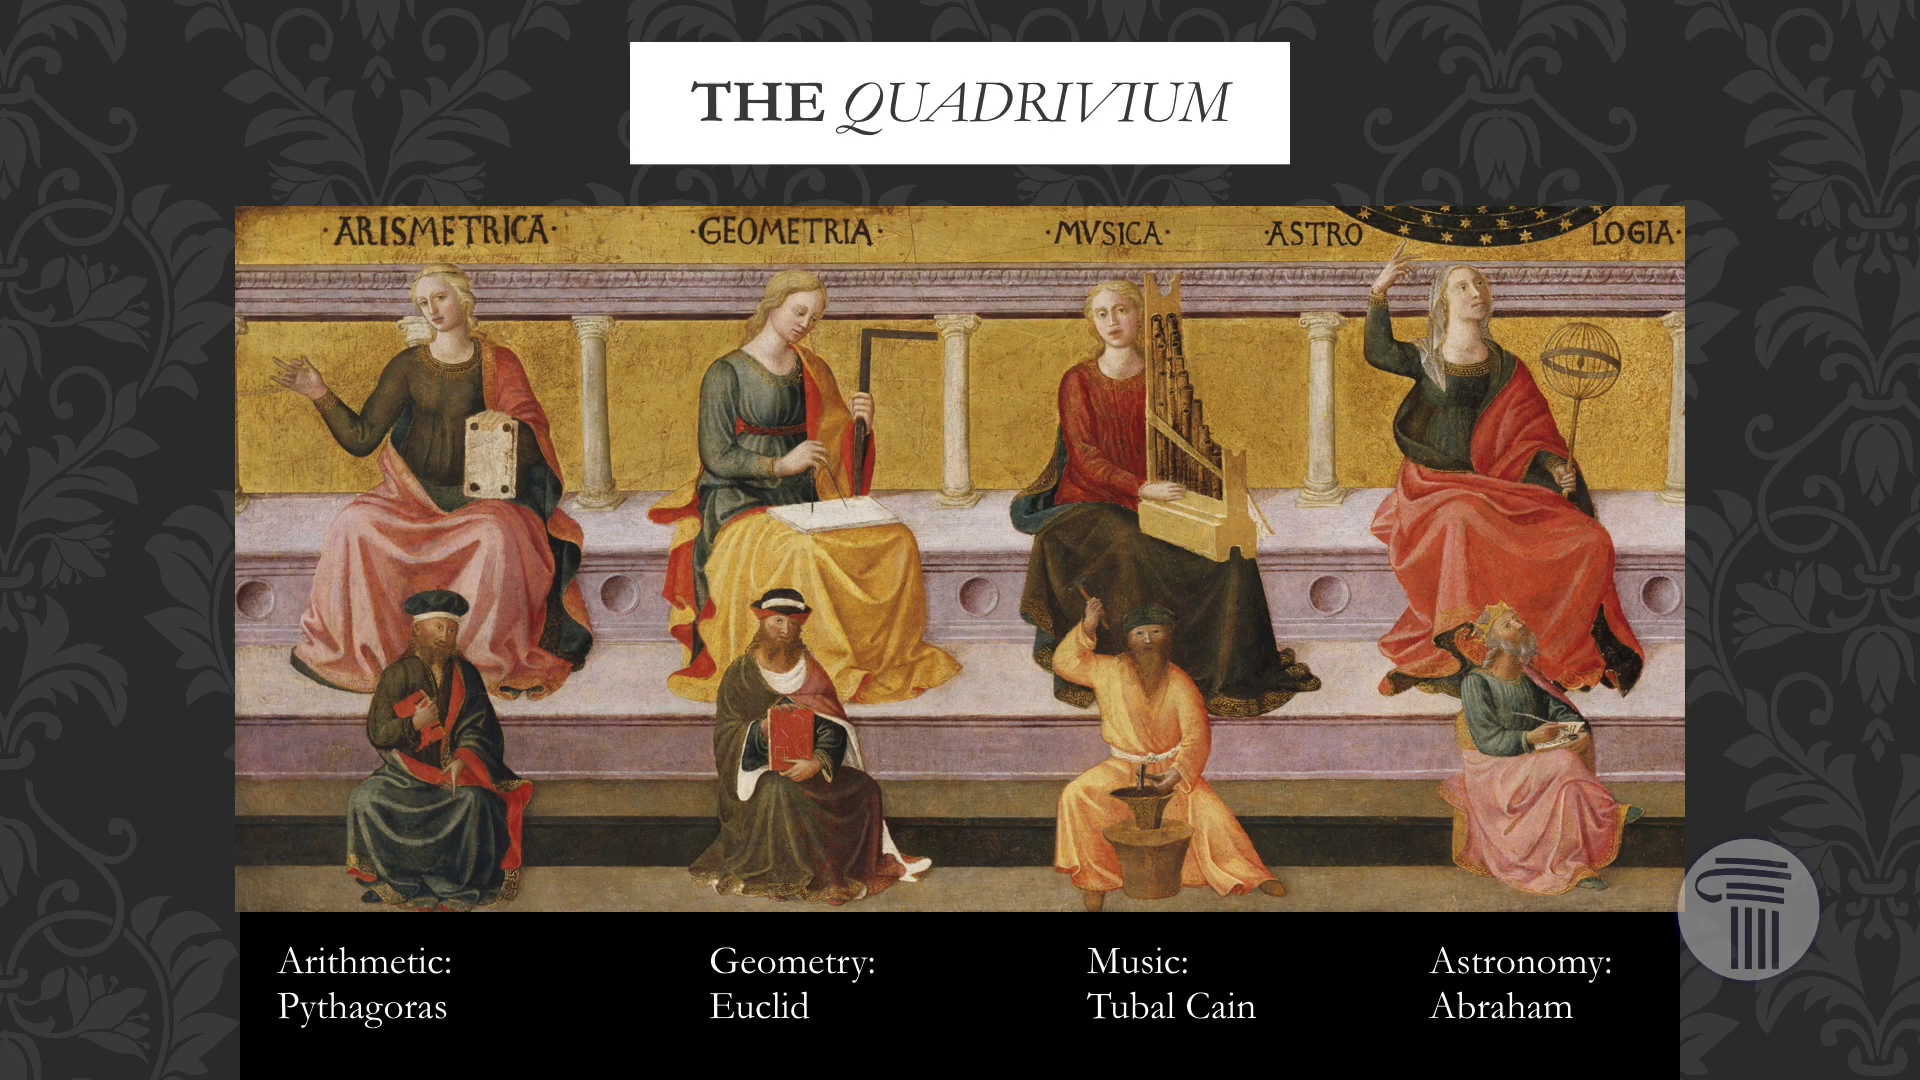 THE QUADRIVIUM
·ARISMETRICA· ·GEOMETRIA· ·MVSICA· ·ASTRO LOGIA·
Arithmetic:
Pythagoras
Geometry:
Euclid
Music:
Tubal Cain
Astronomy:
Abraham